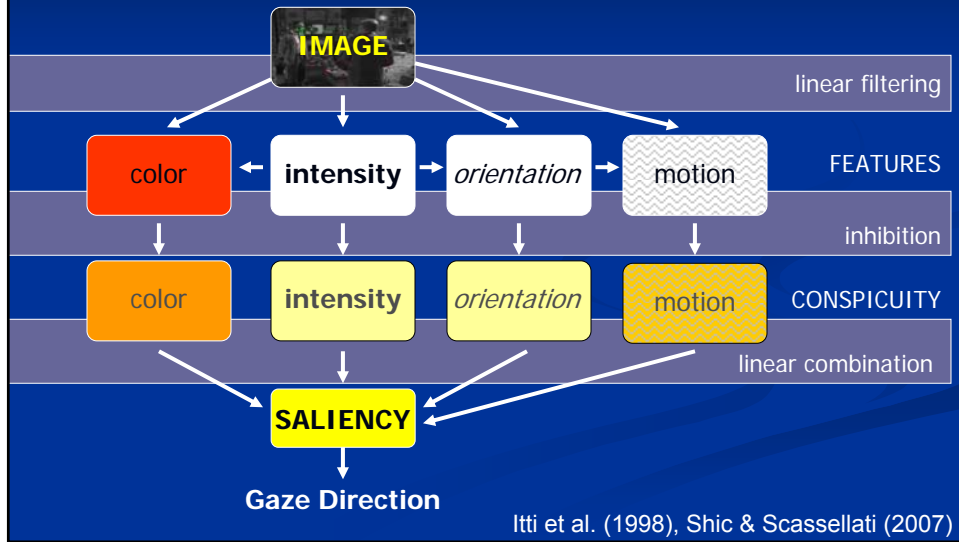 IMAGE
linear filtering
color intensity orientation motion FEATURES
inhibition
color intensity orientation motion CONSPICUITY
linear combination
SALIENCY
Gaze Direction
Itti et al. (1998), Shic & Scassellati (2007)